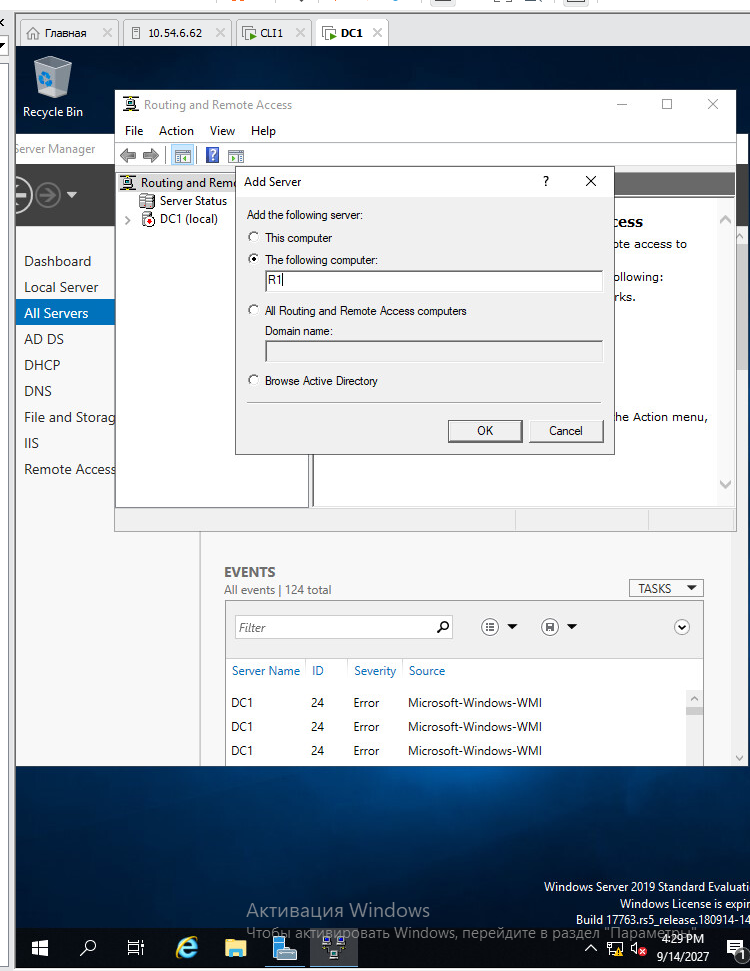 Главная
10.54.6.62
CLI1
DC1
Recycle Bin
Server Manager
Routing and Remote Access
File Action View Help
Routing and Remo
Server Status
DC1 (local)
Add Server
Add the following server:
This computer
The following computer:
R1
All Routing and Remote Access computers
Domain name:
Browse Active Directory
OK
Cancel
cess
ote access to
ollowing:
rks.
he Action menu,
Dashboard
Local Server
All Servers
AD DS
DHCP
DNS
File and Storag
IIS
Remote Access
EVENTS
All events | 124 total
TASKS
Filter
Server Name ID Severity Source
DC1 24 Error Microsoft-Windows-WMI
DC1 24 Error Microsoft-Windows-WMI
DC1 24 Error Microsoft-Windows-WMI
Windows Server 2019 Standard Evaluati
Windows License is expir
Build 17763.rs5_release.180914-14
Активация Windows
Чтобы активировать Windows, перейдите в раздел "Параметры".
4:29 PM
9/14/2027
1